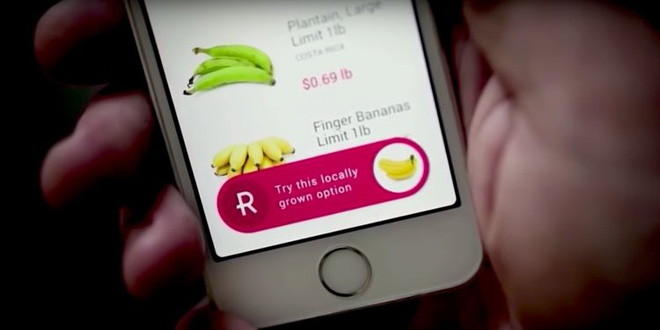 Plantain, Large
Limit 1lb
COSTA RICA
$0.69 lb
Finger Bananas
Limit 1lb
R
Try this locally
grown option